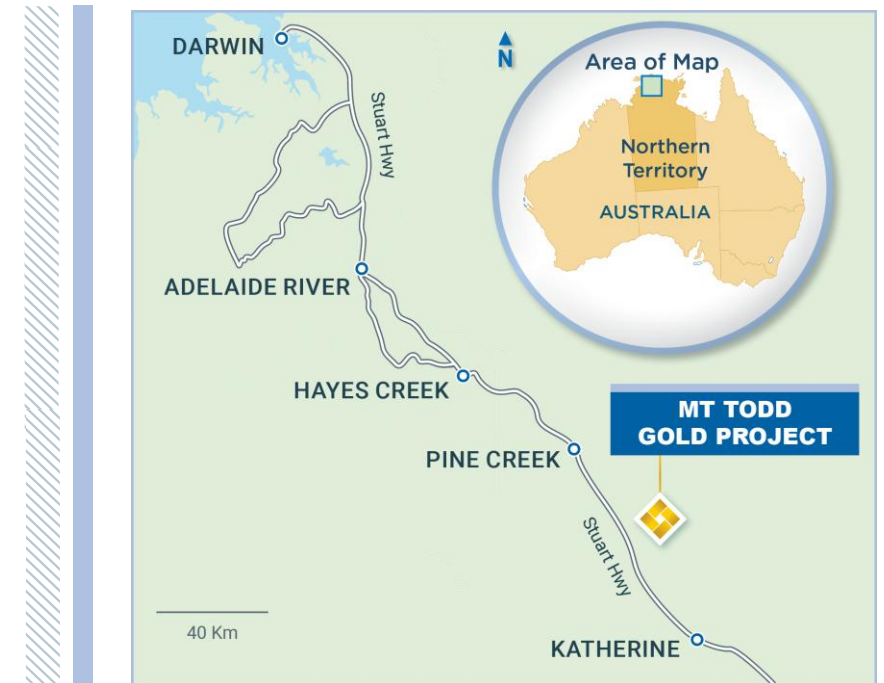 DARWIN
N
Area of Map
Stuart Hwy
Northern
Territory
AUSTRALIA
ADELAIDE RIVER
HAYES CREEK
MT TODD
GOLD PROJECT
PINE CREEK
Stuart Hwy
40 Km
KATHERINE